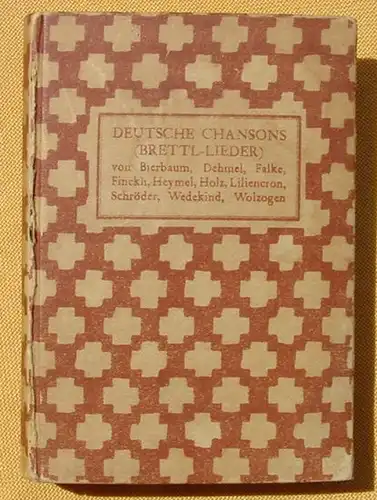 DEUTSCHE CHANSONS
(BRETTL-LIEDER)
von Bierbaum, Dehmel, Falke,
Finckh, Heymel, Holz, Liliencron,
Schröder, Wedekind, Wolzogen